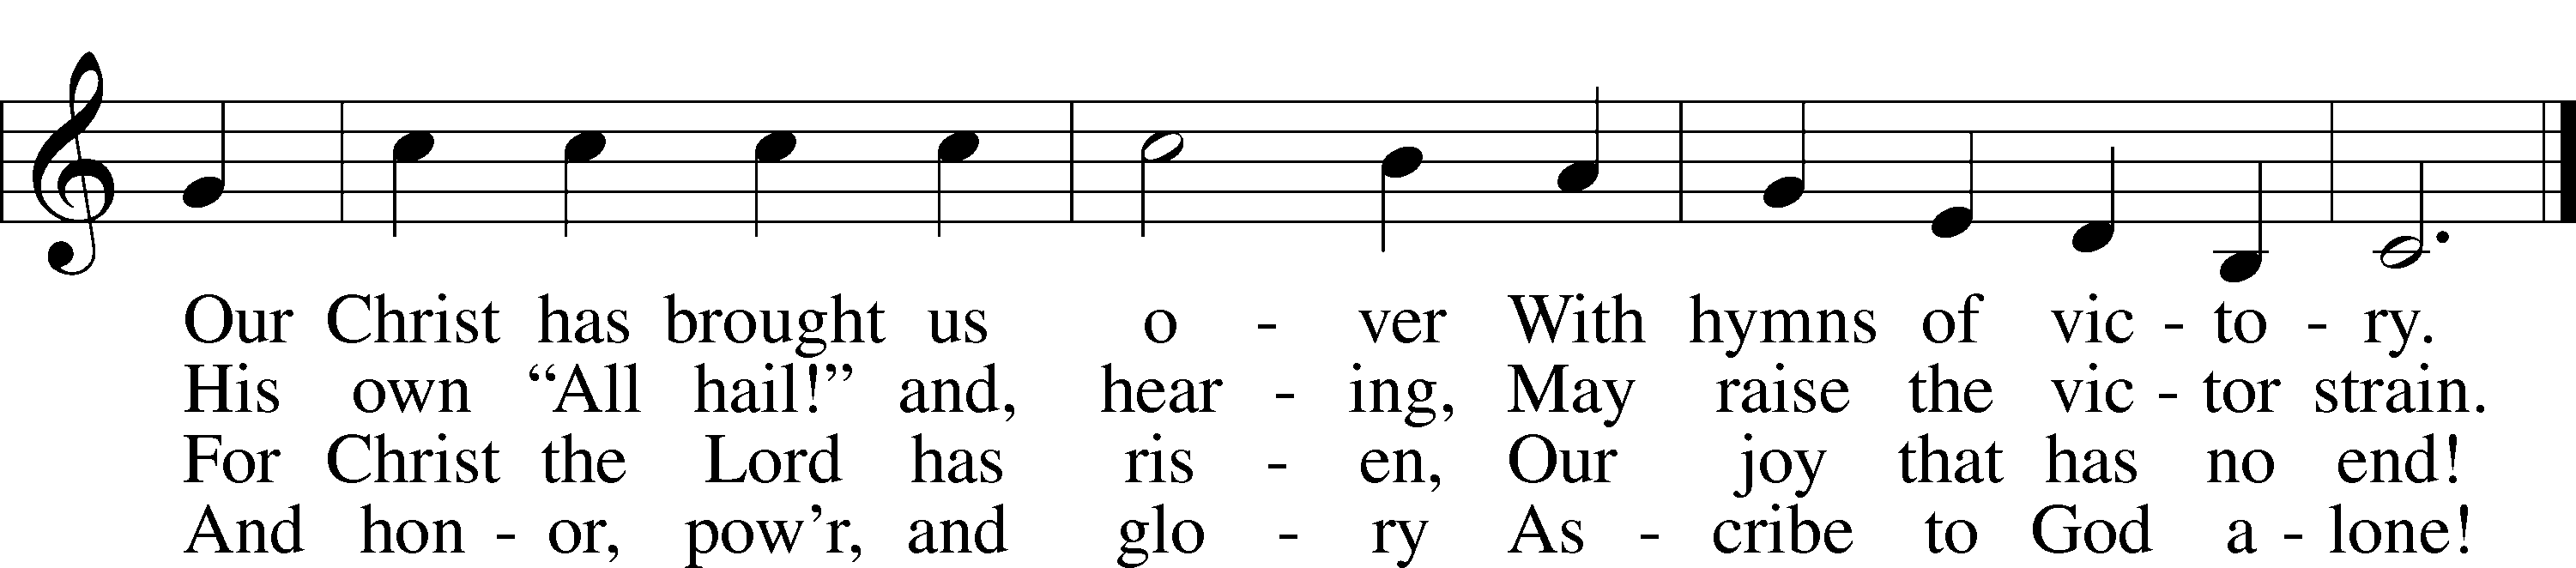 Our Christ has brought us o - ver With hymns of vic - to - ry.
His own “All hail!” and, hear - ing, May raise the vic - tor strain.
For Christ the Lord has ris - en, Our joy that has no end!
And hon - or, pow’r, and glo - ry As - cribe to God a - lone!